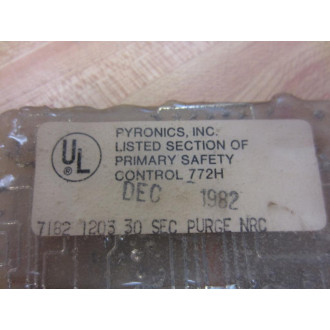 PYRONICS, INC.
UL
®
LISTED SECTION OF
PRIMARY SAFETY
CONTROL 772H
DEC 1982
7182 1203 30 SEC PURGE NRC